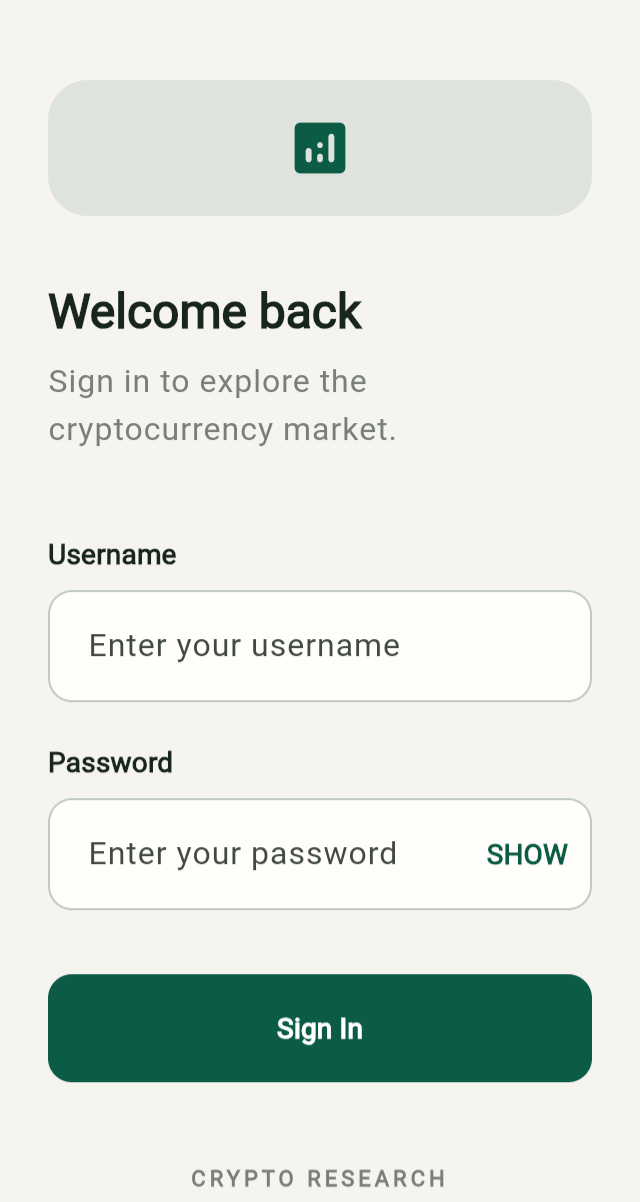 Welcome back
Sign in to explore the
cryptocurrency market.
Username
Enter your username
Password
Enter your password SHOW
Sign In
CRYPTO RESEARCH